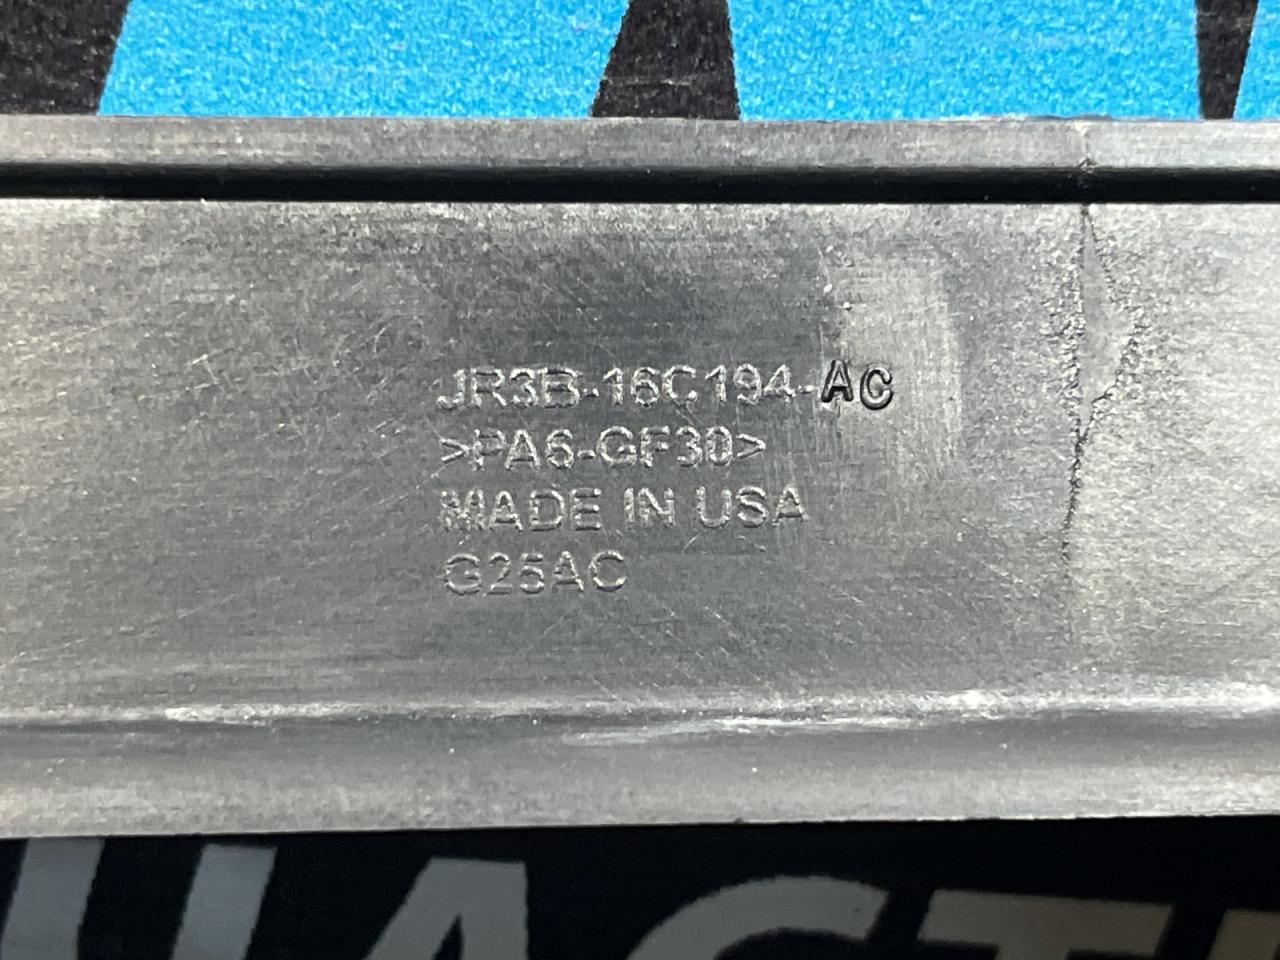 JR3B-16C194-AC
>PA6-GF30>
MADE IN USA
G25AC